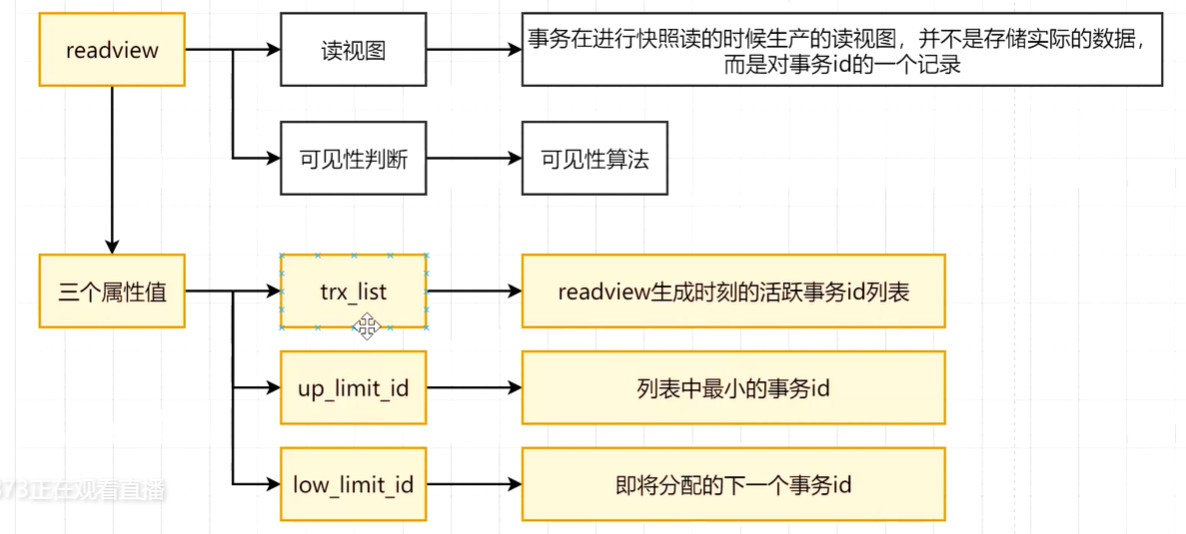 readview
读视图
事务在进行快照读的时候生产的读视图，并不是存储实际的数据，
而是对事务id的一个记录
可见性判断
可见性算法
三个属性值
trx_list
readview生成时刻的活跃事务id列表
up_limit_id
列表中最小的事务id
low_limit_id
即将分配的下一个事务id
373正在观看直播